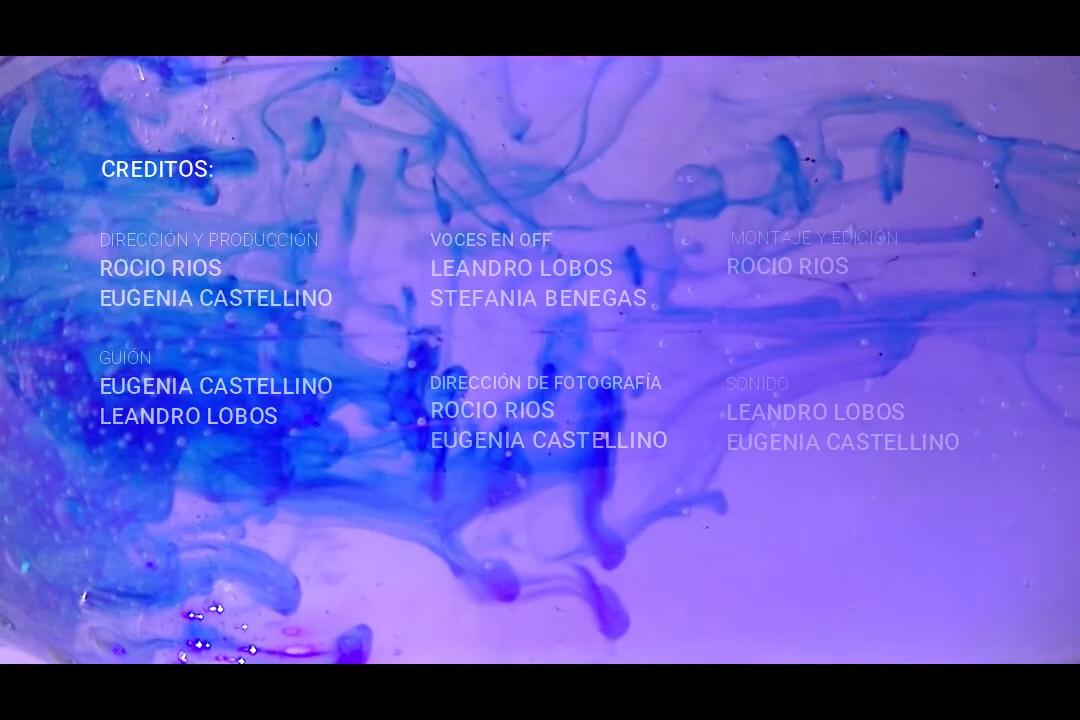 CREDITOS:
DIRECCIÓN Y PRODUCCIÓN
ROCIO RIOS
EUGENIA CASTELLINO
GUIÓN
EUGENIA CASTELLINO
LEANDRO LOBOS
VOCES EN OFF
LEANDRO LOBOS
STEFANIA BENEGAS
DIRECCIÓN DE FOTOGRAFÍA
ROCIO RIOS
EUGENIA CASTELLINO
MONTAJE Y EDICIÓN
ROCIO RIOS
SONIDO
LEANDRO LOBOS
EUGENIA CASTELLINO